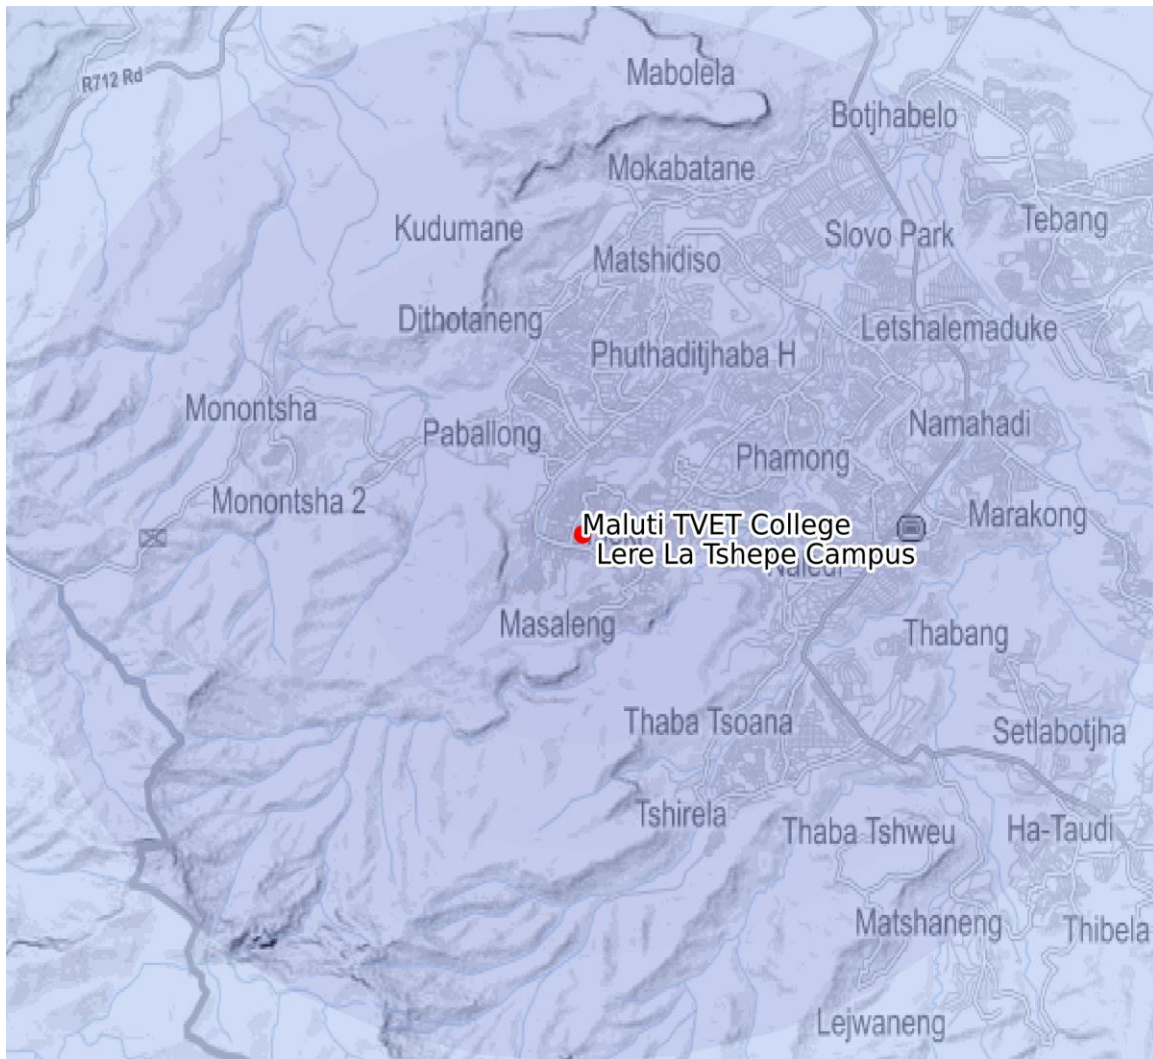 R712 Rd
Mabolela
Botjhabelo
Mokabatane
Tebang
Kudumane
Slovo Park
Matshidiso
Dithotaneng
Letshalemaduke
Phuthaditjhaba H
Monontsha
Paballong
Namahadi
Phamong
Monontsha 2
Marakong
Maluti TVET College
Lere La Tshepe Campus
Masaleng
Thabang
Thaba Tsoana
Setlabotjha
Tshirela
Thaba Tshweu
Ha-Taudi
Matshaneng
Thibela
Lejwaneng